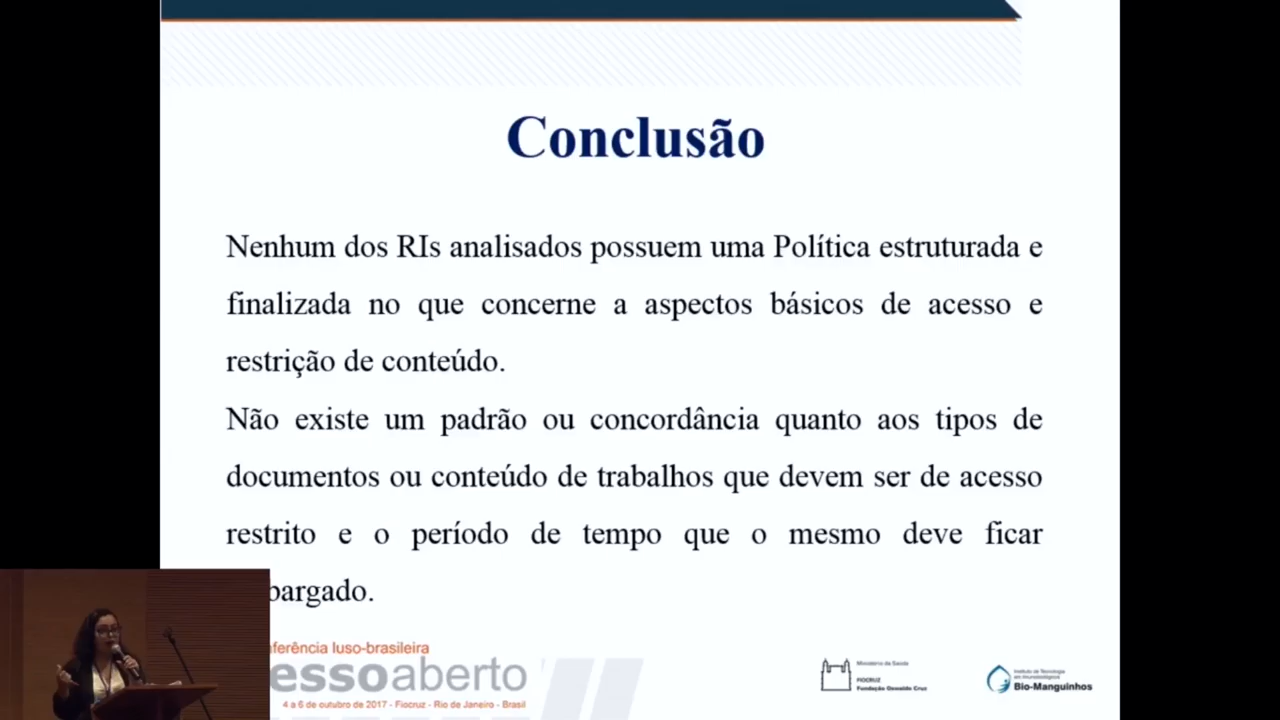 Conclusão
Nenhum dos RIs analisados possuem uma Política estruturada e
finalizada no que concerne a aspectos básicos de acesso e
restrição de conteúdo.
Não existe um padrão ou concordância quanto aos tipos de
documentos ou conteúdo de trabalhos que devem ser de acesso
restrito e o período de tempo que o mesmo deve ficar
bargado.
ferência luso-brasileira
essoaberto
4 a 6 de outubro de 2017 - Fiocruz - Rio de Janeiro - Brasil
Ministério da Saúde
FIOCRUZ
Fundação Oswaldo Cruz
Instituto de Tecnologia
em Imunobiológicos
Bio-Manguinhos